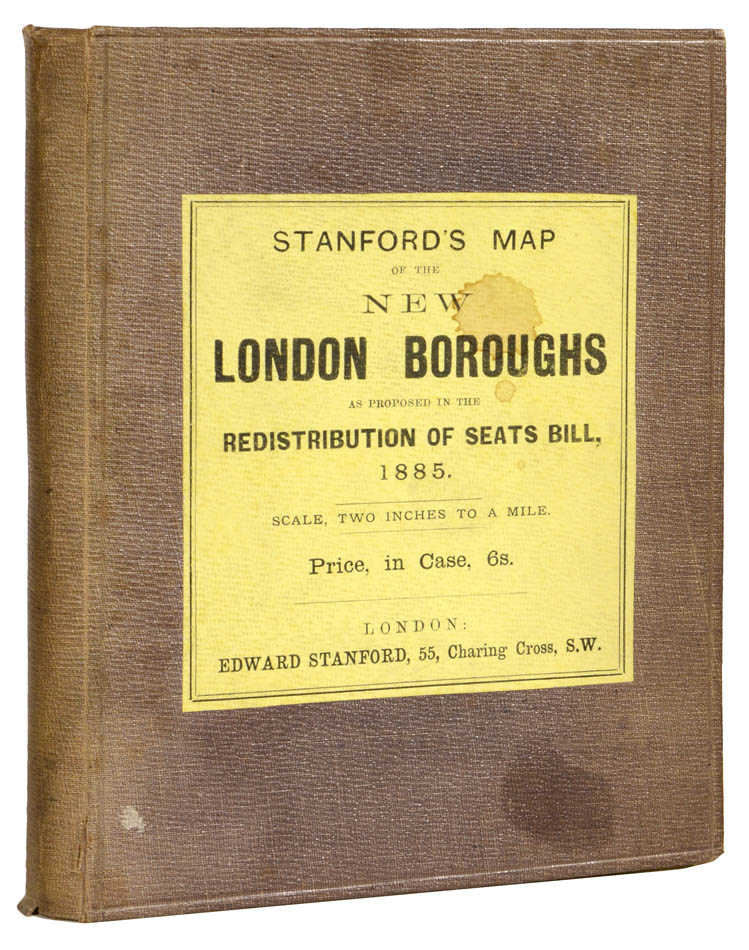 STANFORD'S MAP
OF THE
NEW
LONDON BOROUGHS
AS PROPOSED IN THE
REDISTRIBUTION OF SEATS BILL,
1885.
SCALE, TWO INCHES TO A MILE.
Price, in Case, 6s.
LONDON:
EDWARD STANFORD, 55, Charing Cross, S.W.